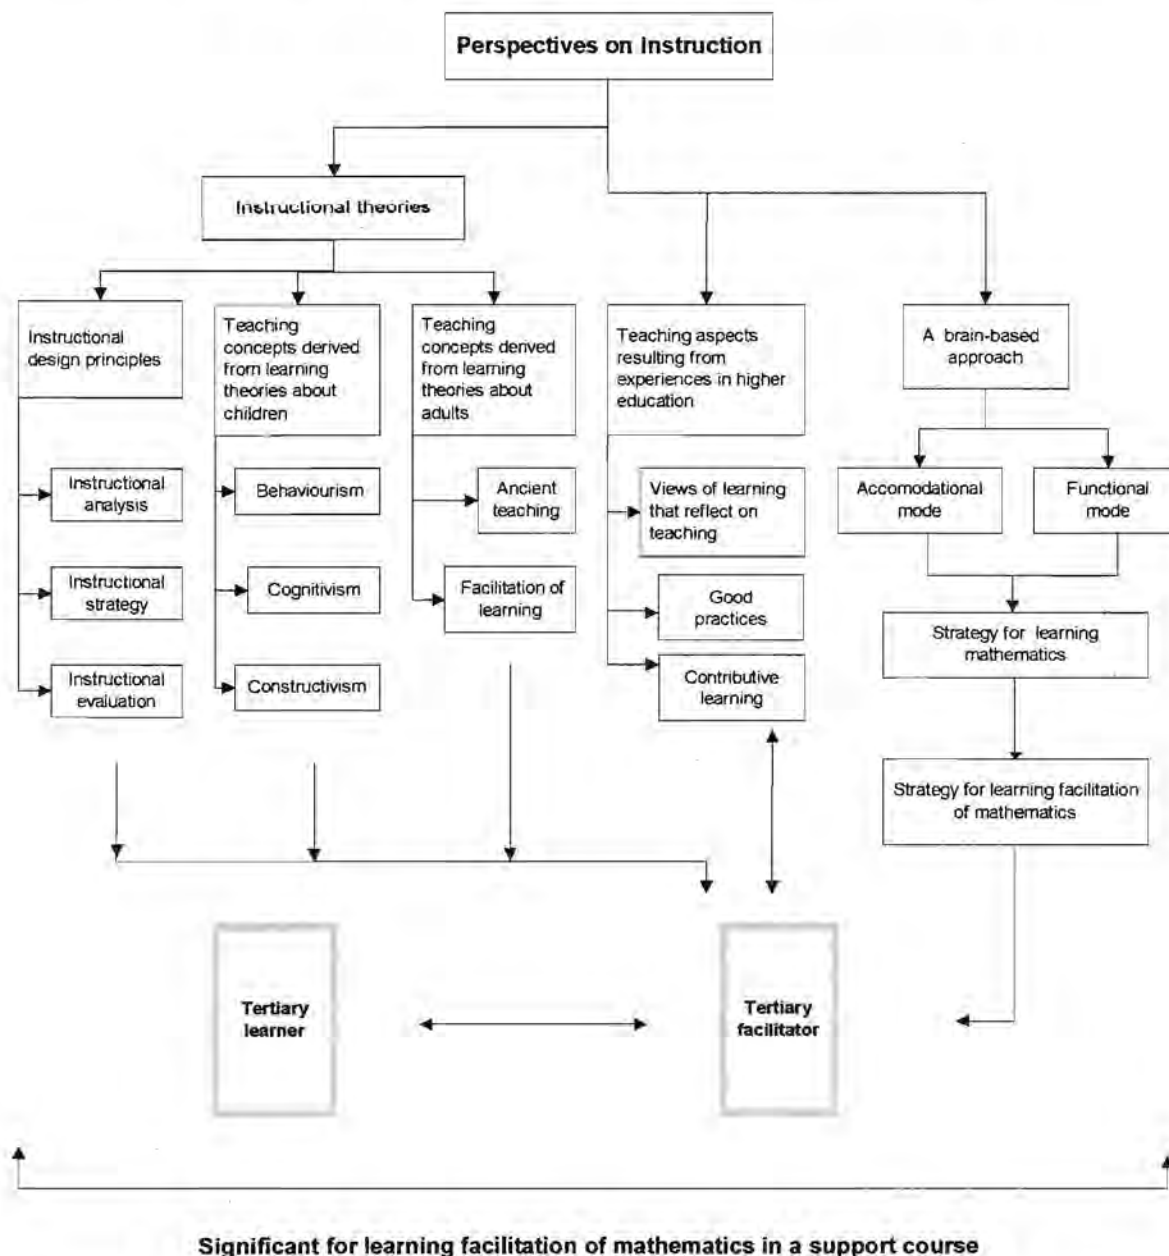 Perspectives on Instruction
Instructional theories
Instructional
design principles
Teaching
concepts derived
from learning
theories about
children
Teaching
concepts derived
from learning
theories about
adults
Teaching aspects
resulting from
experiences in higher
education
A brain-based
approach
Instructional
analysis
Instructional
strategy
Instructional
evaluation
Behaviourism
Cognitivism
Constructivism
Ancient
teaching
Facilitation of
learning
Views of learning
that reflect on
teaching
Good
practices
Contributive
learning
Accomodational
mode
Functional
mode
Strategy for learning
mathematics
Strategy for learning facilitation
of mathematics
Tertiary
learner
Tertiary
facilitator
Significant for learning facilitation of mathematics in a support course